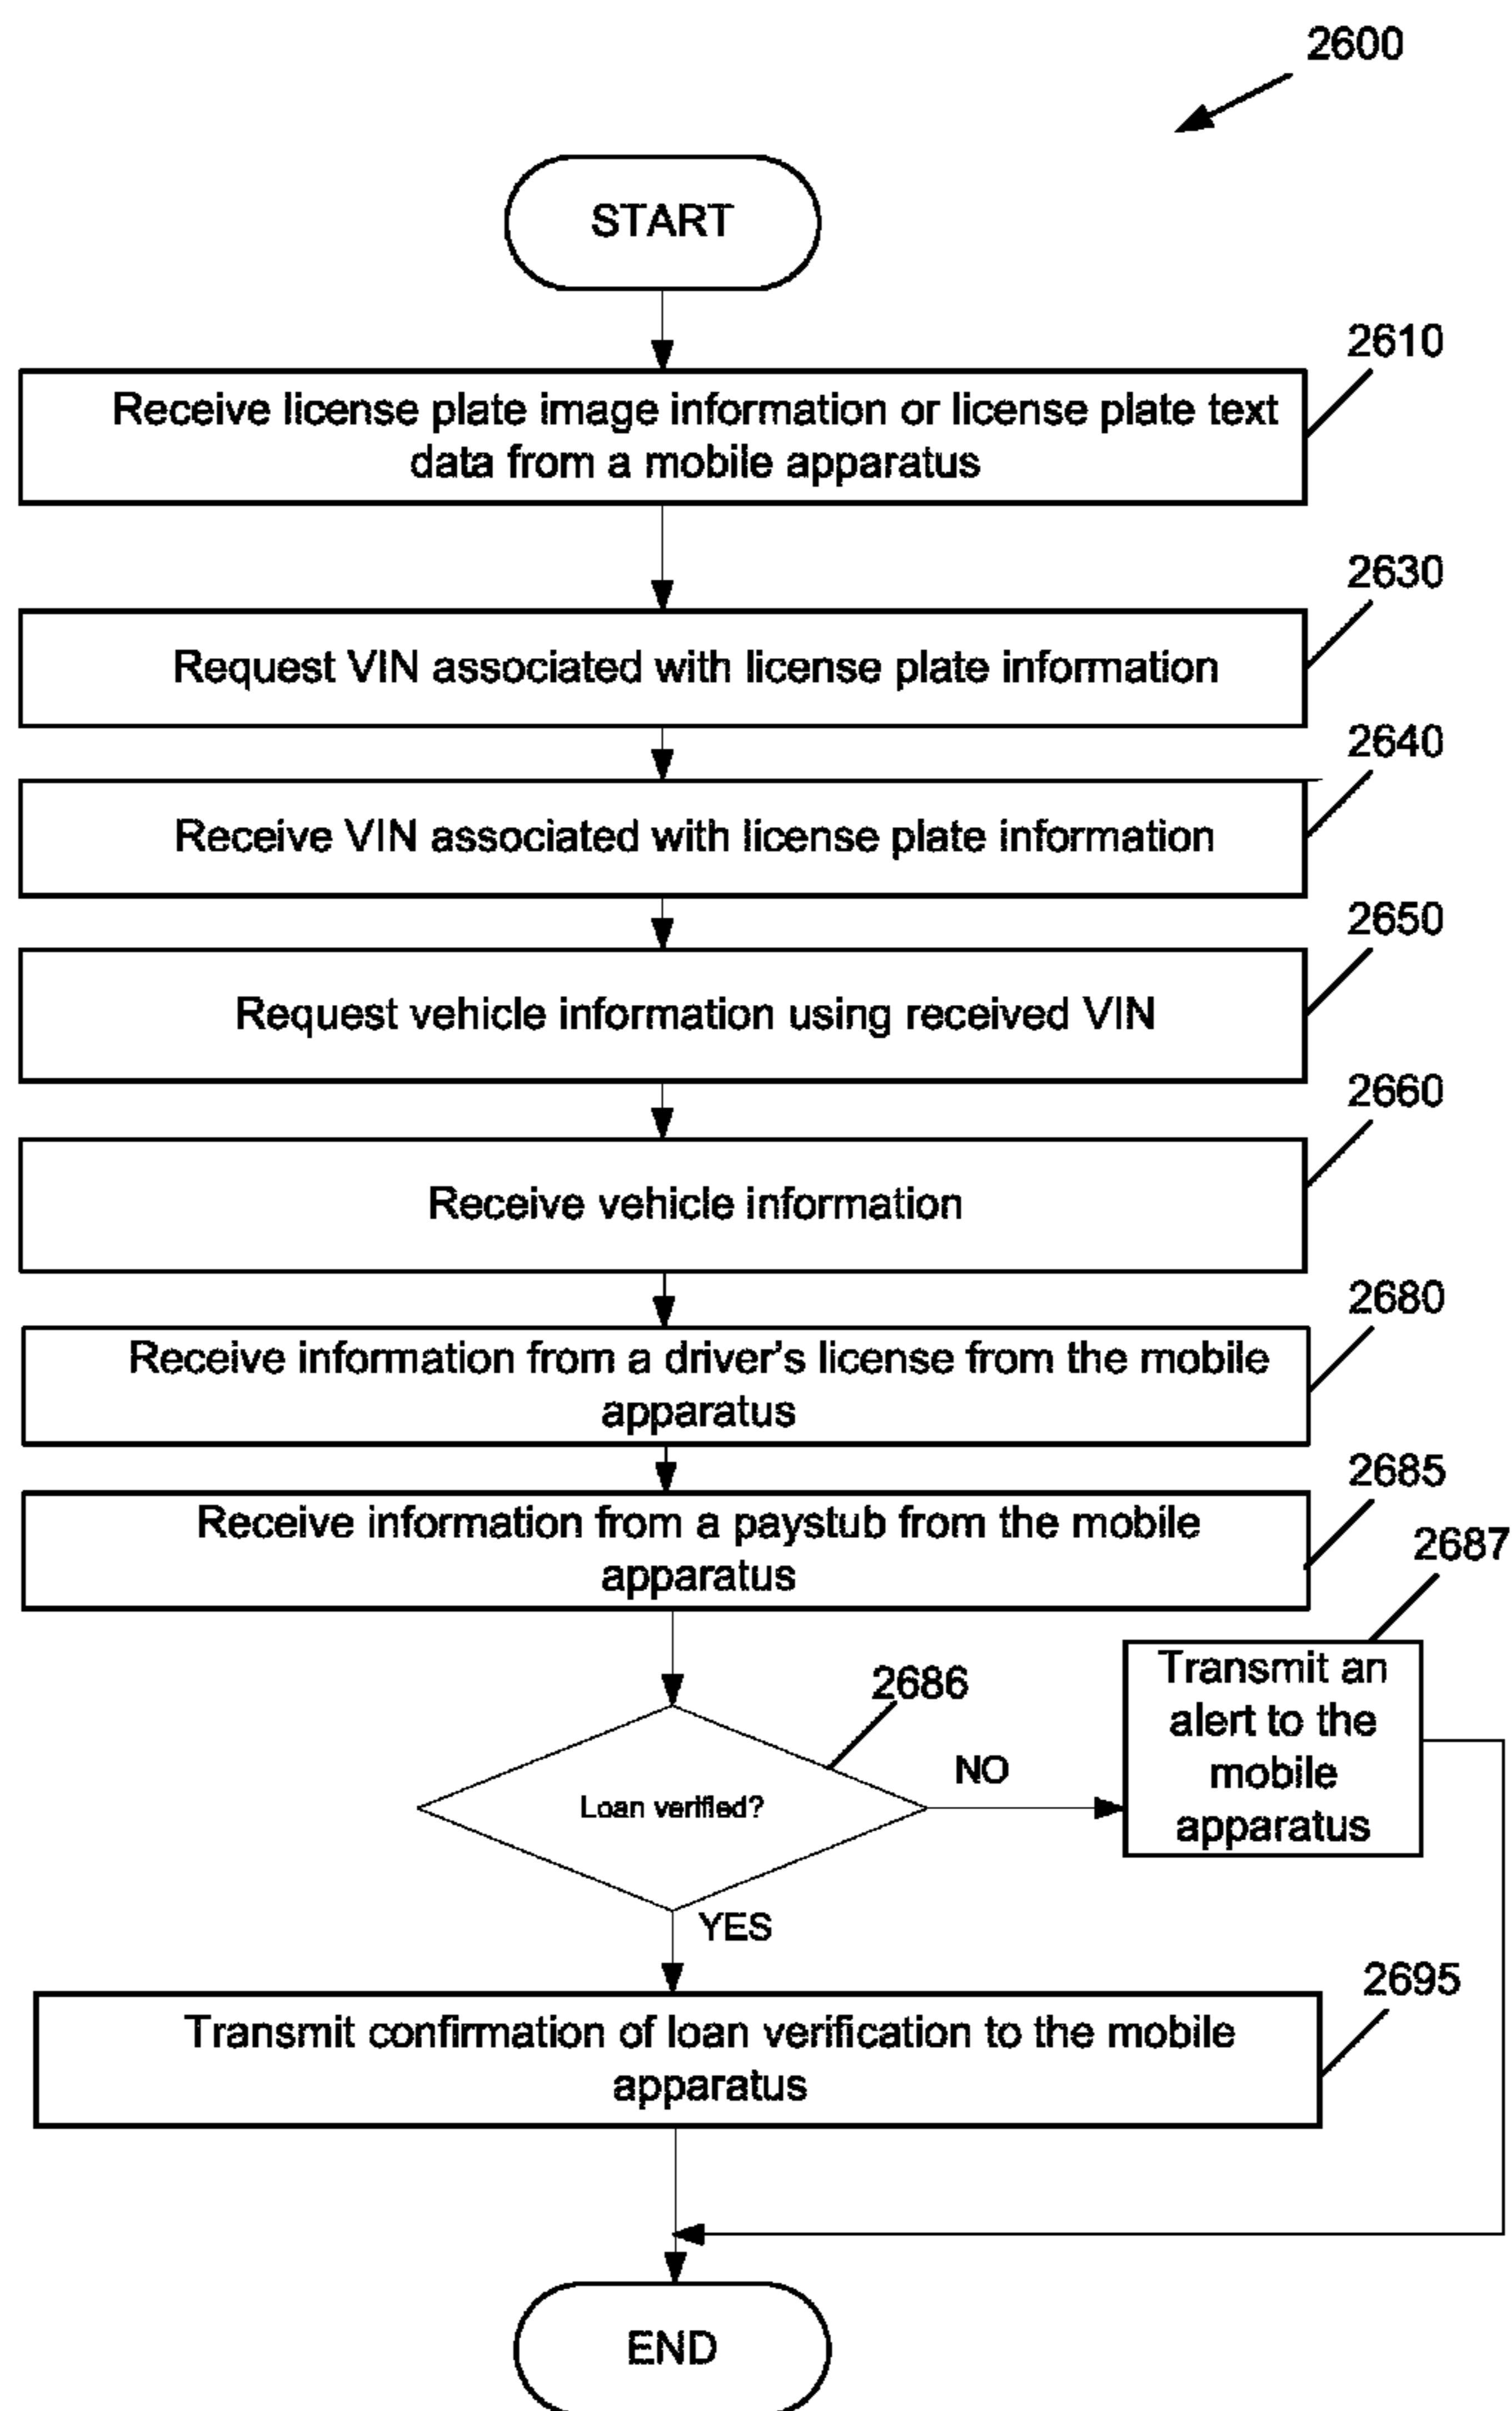 2600
START
2610
Receive license plate image information or license plate text
data from a mobile apparatus
2630
Request VIN associated with license plate information
2640
Receive VIN associated with license plate information
2650
Request vehicle information using received VIN
2660
Receive vehicle information
2680
Receive information from a driver's license from the mobile
apparatus
2685
Receive information from a paystub from the mobile
apparatus
2687
Transmit an
alert to the
mobile
apparatus
2686
Loan verified?
NO
YES
2695
Transmit confirmation of loan verification to the mobile
apparatus
END